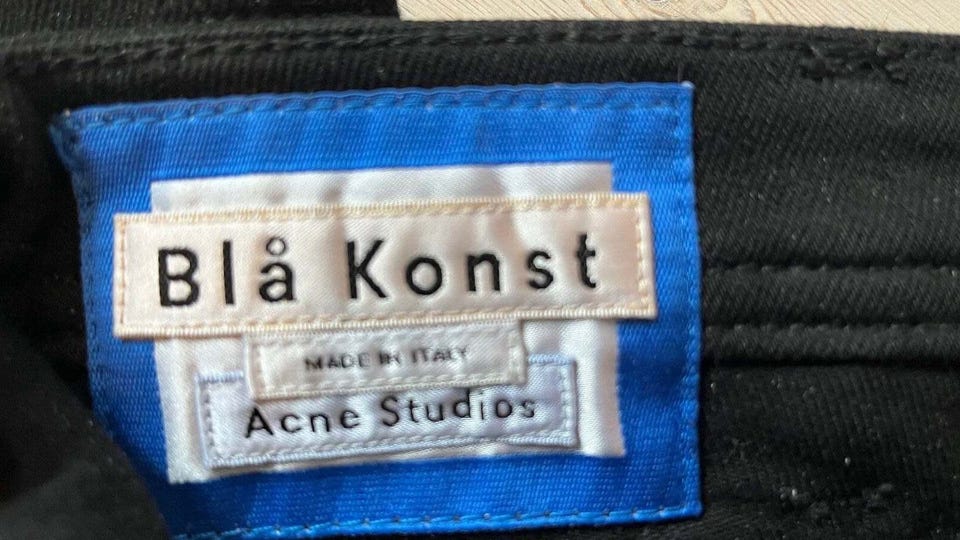 Blå Konst
MADE IN ITALY
Acne Studios